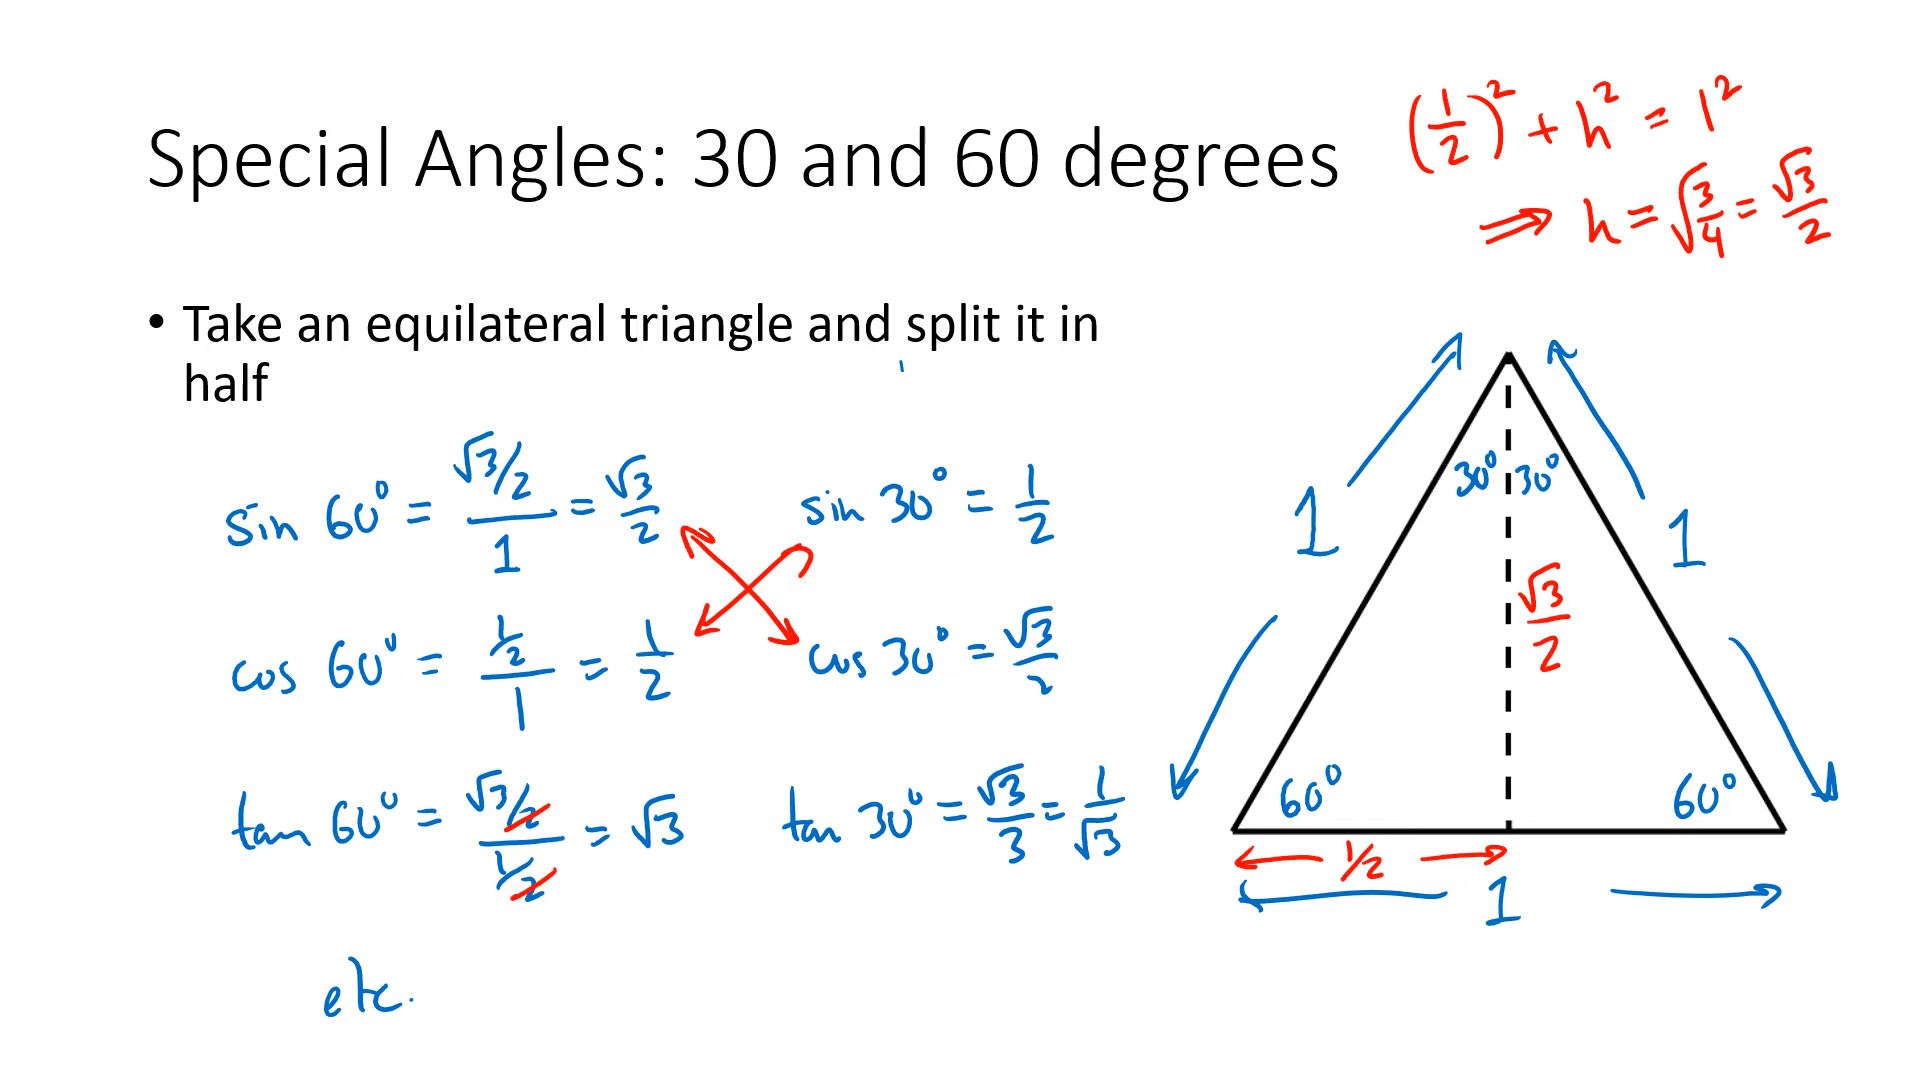 Special Angles: 30 and 60 degrees
(1/2)² + h² = 1²
⇒ h = √(3/4) = √3/2
• Take an equilateral triangle and split it in
half
sin 60° = (√3/2)/1 = √3/2
sin 30° = 1/2
cos 60° = (1/2)/1 = 1/2
cos 30° = √3/2
tan 60° = (√3/2)/(1/2) = √3
tan 30° = √3/3 = 1/√3
etc.
30° 30°
1 1
√3/2
60° 60°
1/2
1